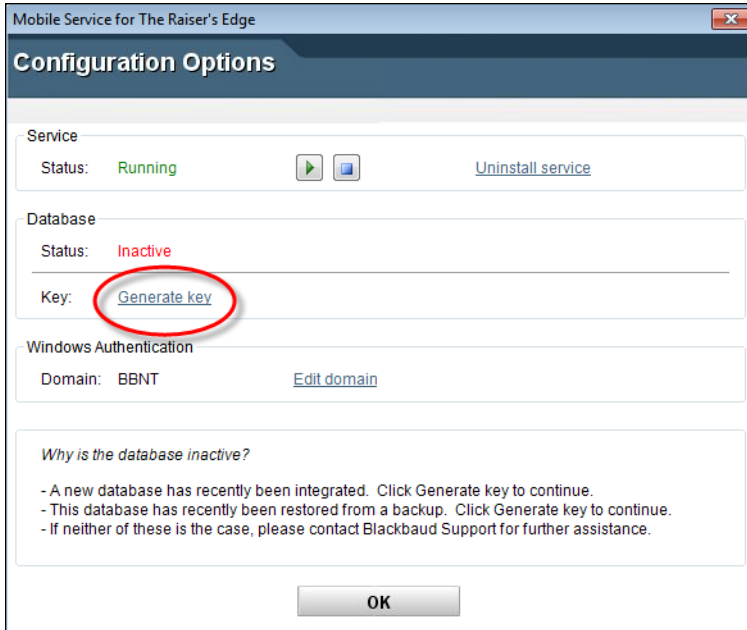 Mobile Service for The Raiser's Edge
Configuration Options
Service
Status: Running Uninstall service
Database
Status: Inactive
Key: Generate key
Windows Authentication
Domain: BBNT Edit domain
Why is the database inactive?
- A new database has recently been integrated. Click Generate key to continue.
- This database has recently been restored from a backup. Click Generate key to continue.
- If neither of these is the case, please contact Blackbaud Support for further assistance.
OK